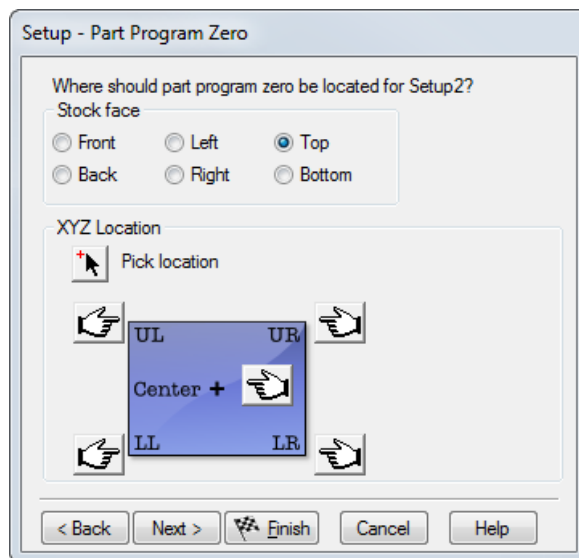 Setup - Part Program Zero
Where should part program zero be located for Setup2?
Stock face
Front Left Top
Back Right Bottom
XYZ Location
Pick location
UL UR
Center +
LL LR
< Back Next > Finish Cancel Help